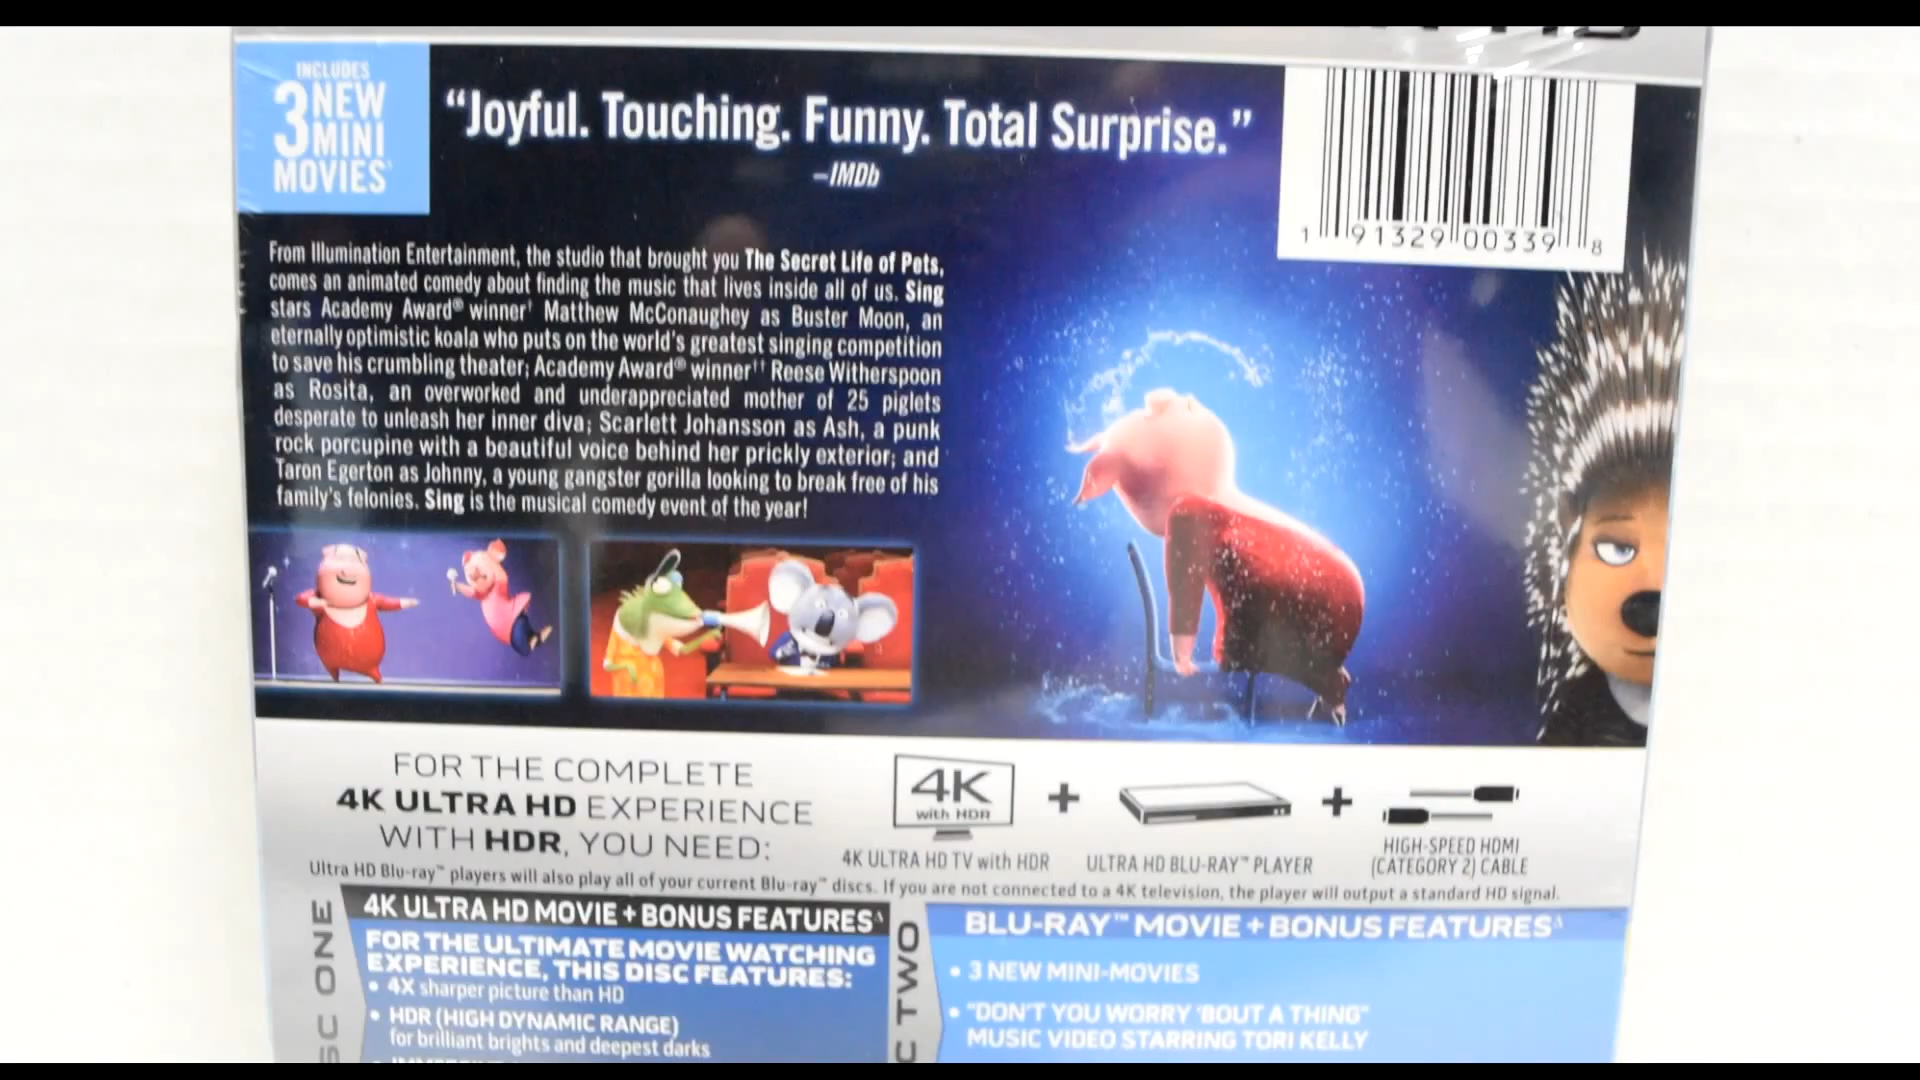 INCLUDES
3 NEW
MINI
MOVIES
“Joyful. Touching. Funny. Total Surprise.”
–IMDb
1 91329 00339 8
From Illumination Entertainment, the studio that brought you The Secret Life of Pets,
comes an animated comedy about finding the music that lives inside all of us. Sing
stars Academy Award® winner† Matthew McConaughey as Buster Moon, an
eternally optimistic koala who puts on the world's greatest singing competition
to save his crumbling theater; Academy Award® winner†† Reese Witherspoon
as Rosita, an overworked and underappreciated mother of 25 piglets
desperate to unleash her inner diva; Scarlett Johansson as Ash, a punk
rock porcupine with a beautiful voice behind her prickly exterior; and
Taron Egerton as Johnny, a young gangster gorilla looking to break free of his
family's felonies. Sing is the musical comedy event of the year!
FOR THE COMPLETE
4K ULTRA HD EXPERIENCE
WITH HDR, YOU NEED:
4K
with HDR
+
+
4K ULTRA HD TV with HDR
ULTRA HD BLU-RAY™ PLAYER
HIGH-SPEED HDMI
(CATEGORY 2) CABLE
Ultra HD Blu-ray™ players will also play all of your current Blu-ray™ discs. If you are not connected to a 4K television, the player will output a standard HD signal.
SC ONE
4K ULTRA HD MOVIE + BONUS FEATURES^
FOR THE ULTIMATE MOVIE WATCHING
EXPERIENCE, THIS DISC FEATURES:
• 4X sharper picture than HD
• HDR (HIGH DYNAMIC RANGE)
for brilliant brights and deepest darks
C TWO
BLU-RAY™ MOVIE + BONUS FEATURES^
• 3 NEW MINI-MOVIES
• "DON'T YOU WORRY 'BOUT A THING"
MUSIC VIDEO STARRING TORI KELLY